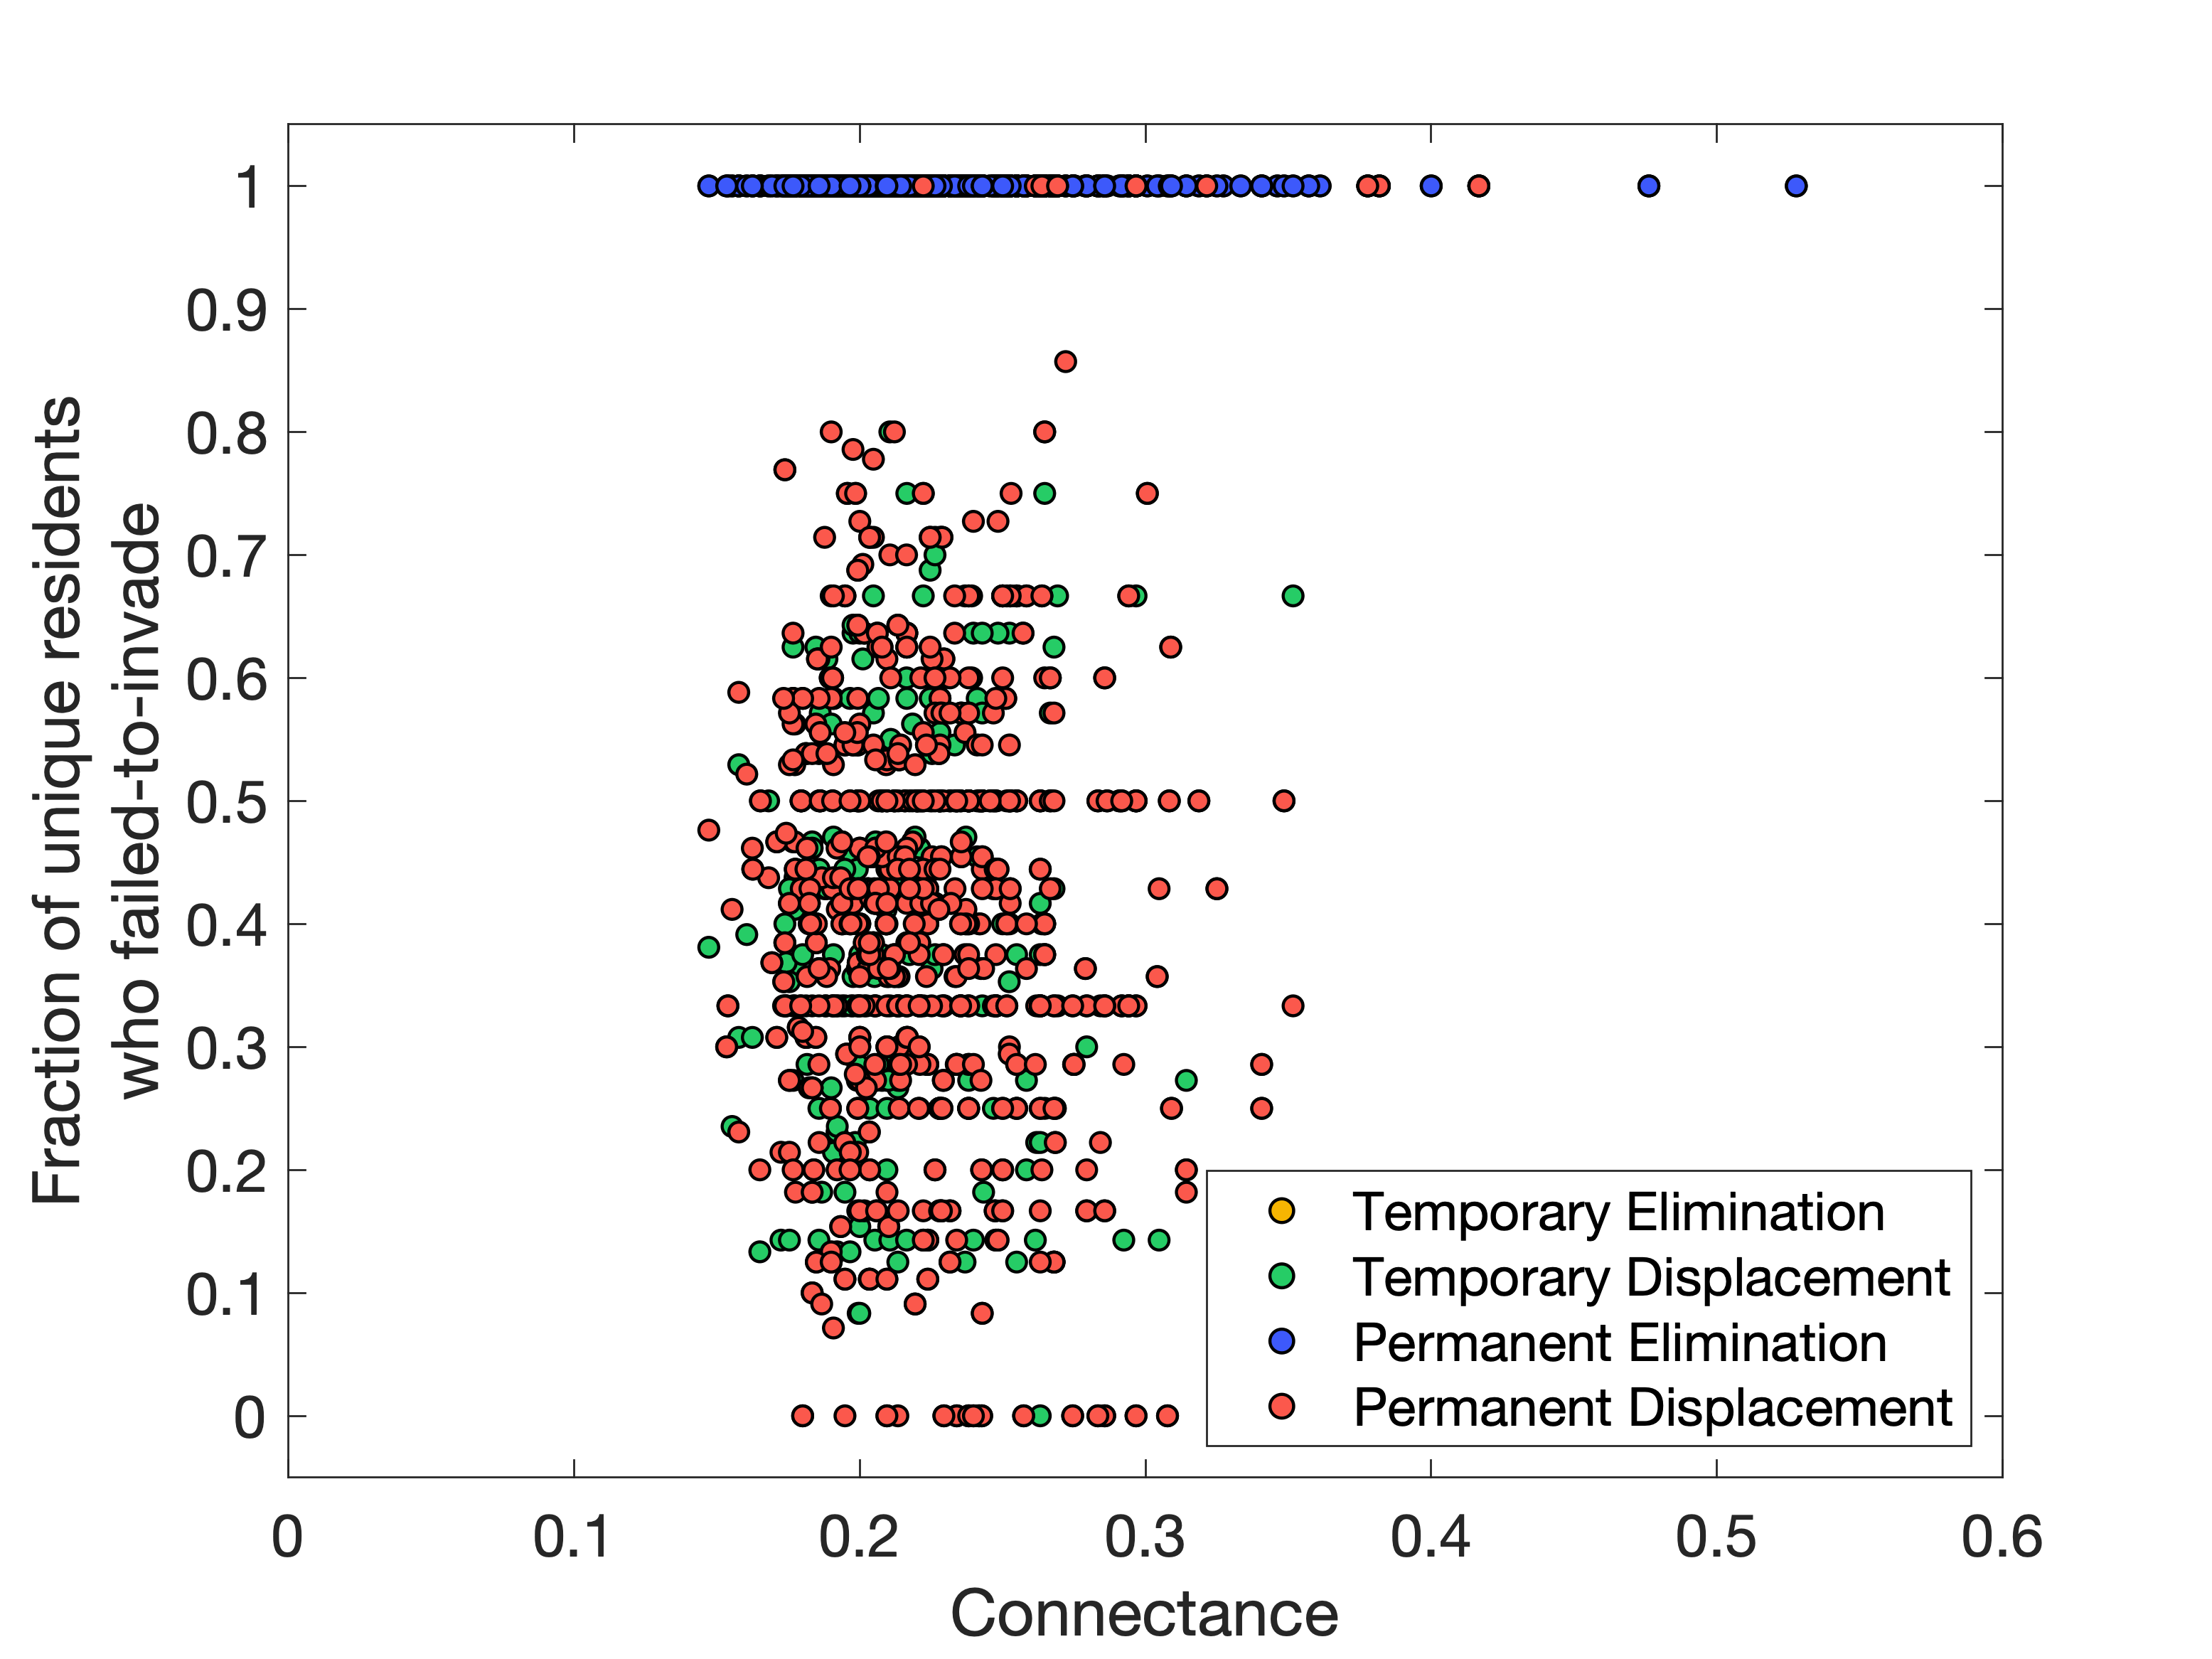 Fraction of unique residents
who failed-to-invade
1
0.9
0.8
0.7
0.6
0.5
0.4
0.3
0.2
0.1
0
Temporary Elimination
Temporary Displacement
Permanent Elimination
Permanent Displacement
0 0.1 0.2 0.3 0.4 0.5 0.6
Connectance